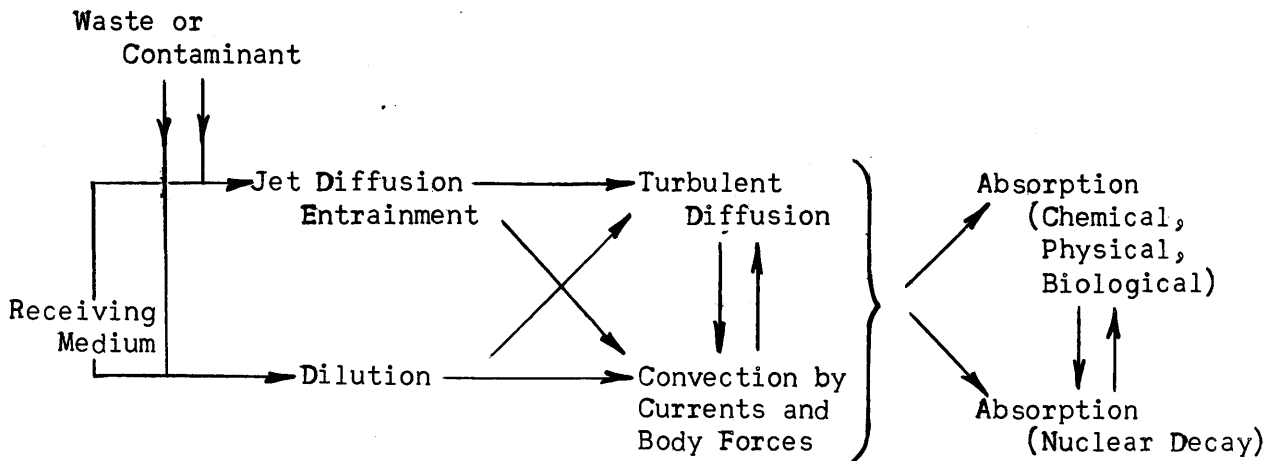 Waste or
Contaminant
Jet Diffusion
Entrainment
Turbulent
Diffusion
Absorption
(Chemical,
Physical,
Biological)
Receiving
Medium
Dilution
Convection by
Currents and
Body Forces
Absorption
(Nuclear Decay)